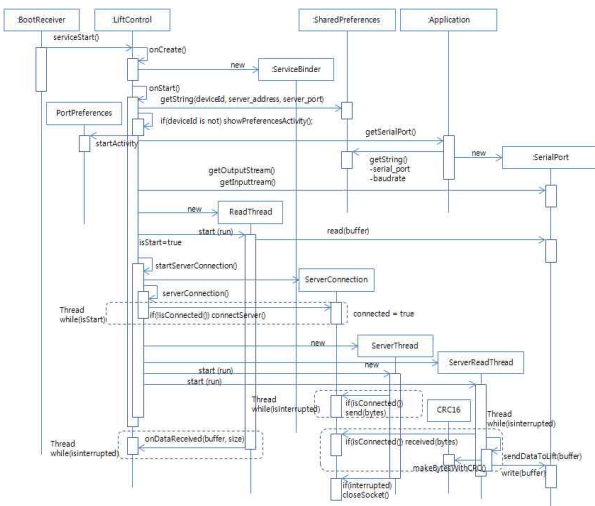 :BootReceiver
:LiftControl
:SharedPreferences
:Application
serviceStart()
onCreate()
new
:ServiceBinder
onStart()
getString(deviceId, server_address, server_port)
PortPreferences
if(deviceId is not) showPreferencesActivity();
getSerialPort()
startActivity
getString()
-serial_port
-baudrate
new
:SerialPort
getOutputStream()
getInputtream()
new
ReadThread
start (run)
read(buffer)
isStart=true
startServerConnection()
ServerConnection
serverConnection()
Thread
while(isStart)
if(!isConnected()) connectServer()
connected = true
new
ServerThread
ServerReadThread
new
start (run)
start (run)
Thread
while(isinterrupted)
if(isConnected())
send(bytes)
CRC16
Thread
while(isinterrupted)
Thread
while(isinterrupted)
onDataReceived(buffer, size)
if(isConnected()) received(bytes)
sendDataToLift(buffer)
makeBytesWithCRC()
write(buffer)
if(interrupted)
closeSocket()